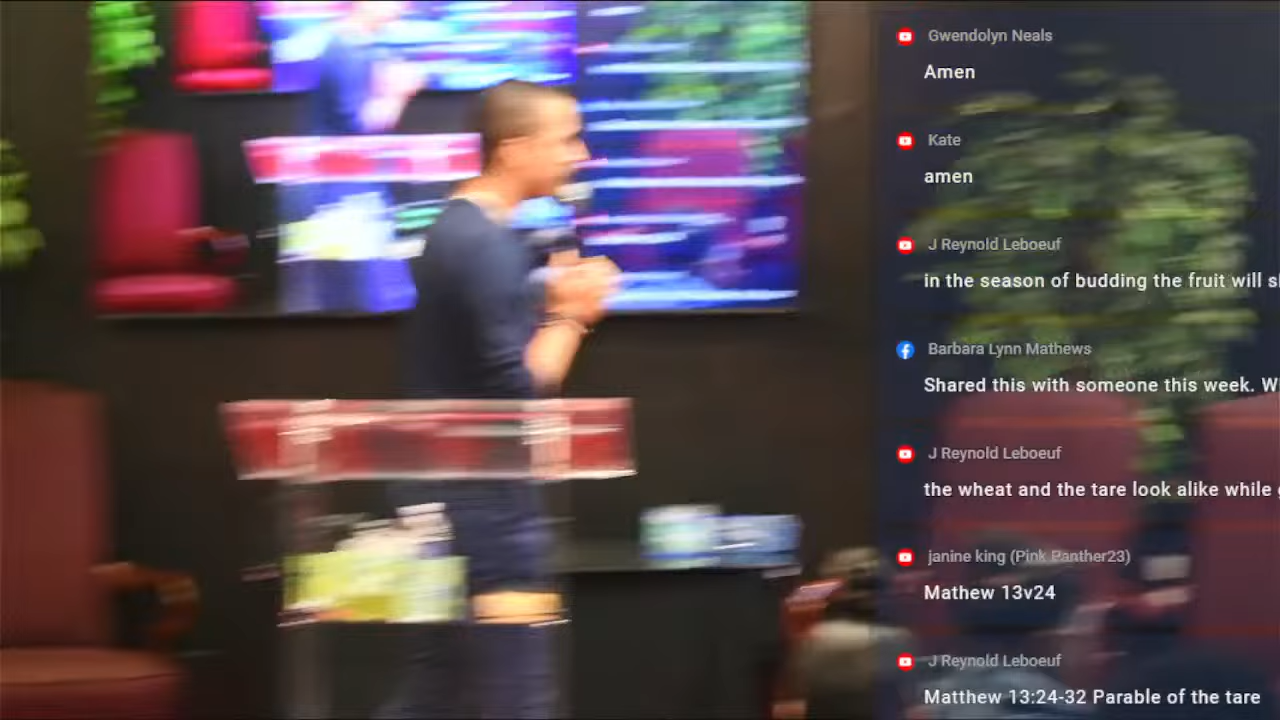 Gwendolyn Neals
Amen
Kate
amen
J Reynold Leboeuf
in the season of budding the fruit will
Barbara Lynn Mathews
Shared this with someone this week.
J Reynold Leboeuf
the wheat and the tare look alike while
janine king (Pink Panther23)
Mathew 13v24
J Reynold Leboeuf
Matthew 13:24-32 Parable of the tare